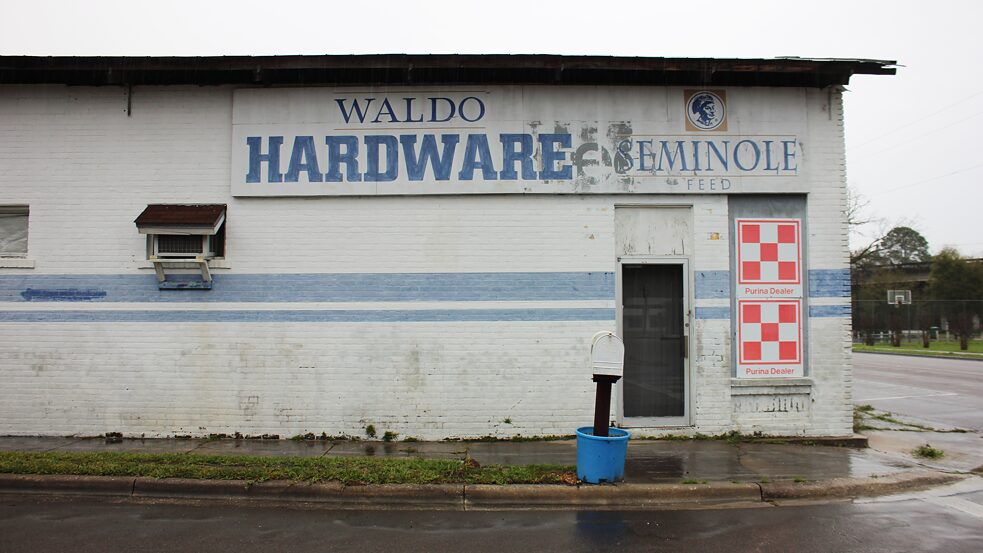 WALDO
HARDWARE
SEMINOLE
FEED
Purina Dealer
Purina Dealer